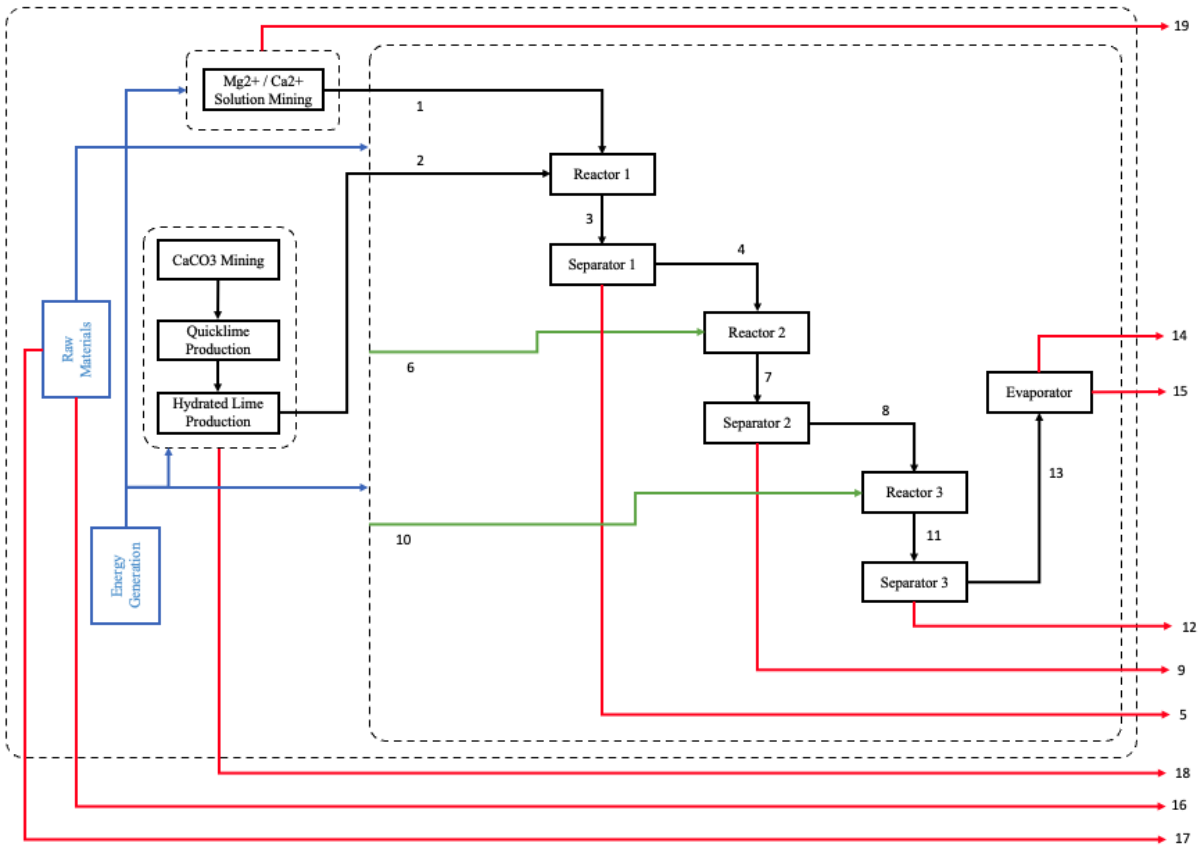 19
Mg2+ / Ca2+
Solution Mining
1
2
Reactor 1
3
Separator 1
4
CaCO3 Mining
Quicklime
Production
Hydrated Lime
Production
Raw
Materials
Energy
Generation
6
Reactor 2
7
Separator 2
8
10
Reactor 3
11
Separator 3
13
Evaporator
14
15
12
9
5
18
16
17